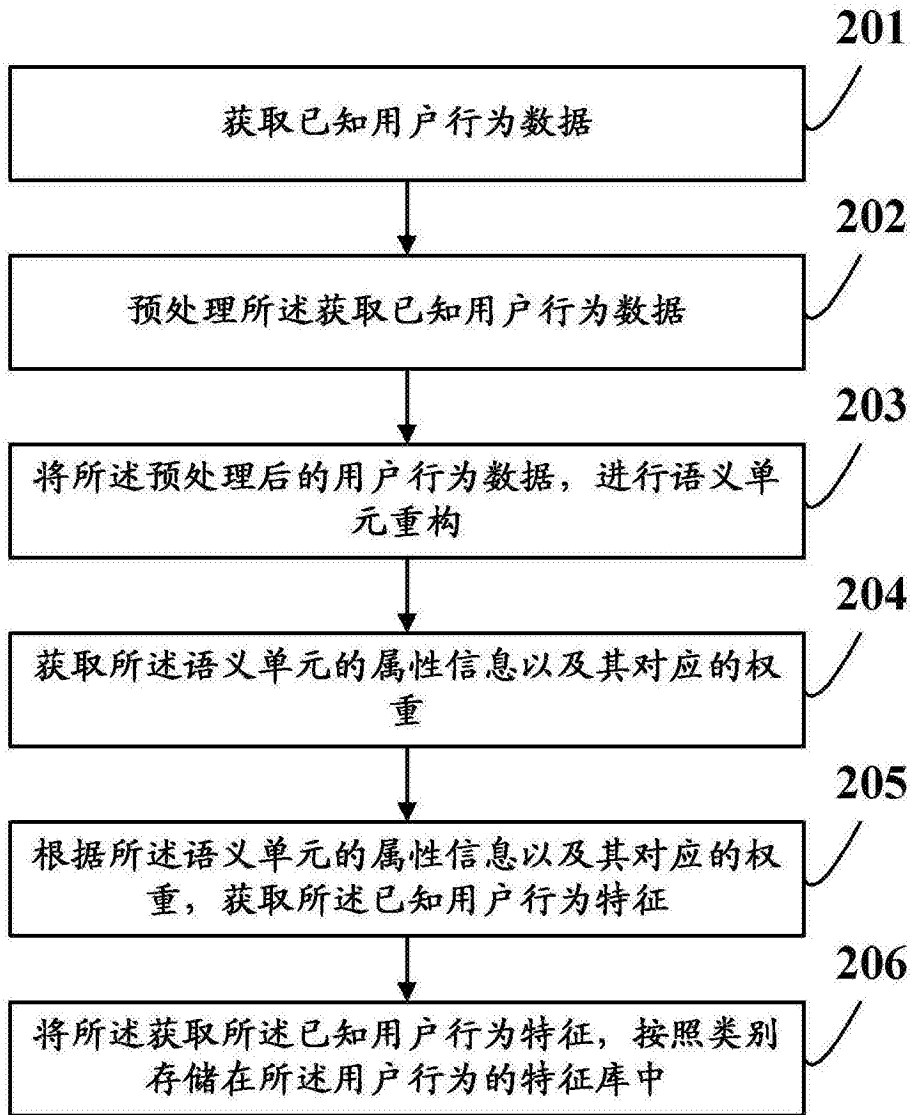 201
获取已知用户行为数据
202
预处理所述获取已知用户行为数据
203
将所述预处理后的用户行为数据，进行语义单
元重构
204
获取所述语义单元的属性信息以及其对应的权
重
205
根据所述语义单元的属性信息以及其对应的权
重，获取所述已知用户行为特征
206
将所述获取所述已知用户行为特征，按照类别
存储在所述用户行为的特征库中